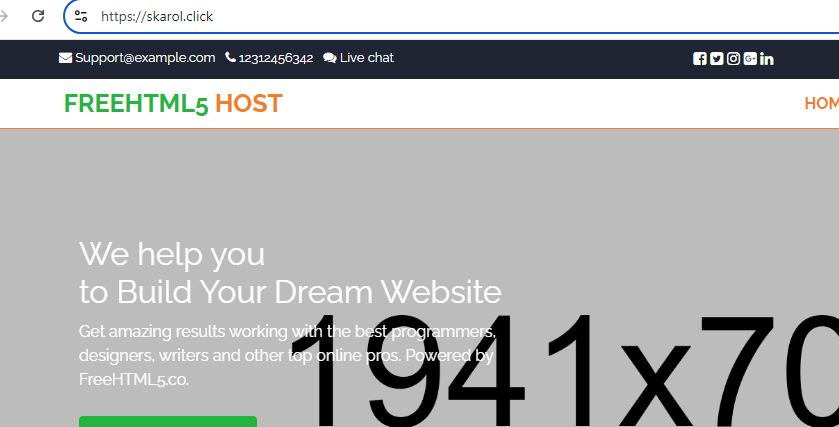 https://skarol.click
Support@example.com 12312456342 Live chat
FREEHTML5 HOST
HOM
We help you
to Build Your Dream Website
Get amazing results working with the best programmers,
designers, writers and other top online pros. Powered by
FreeHTML5.co.
1941x70